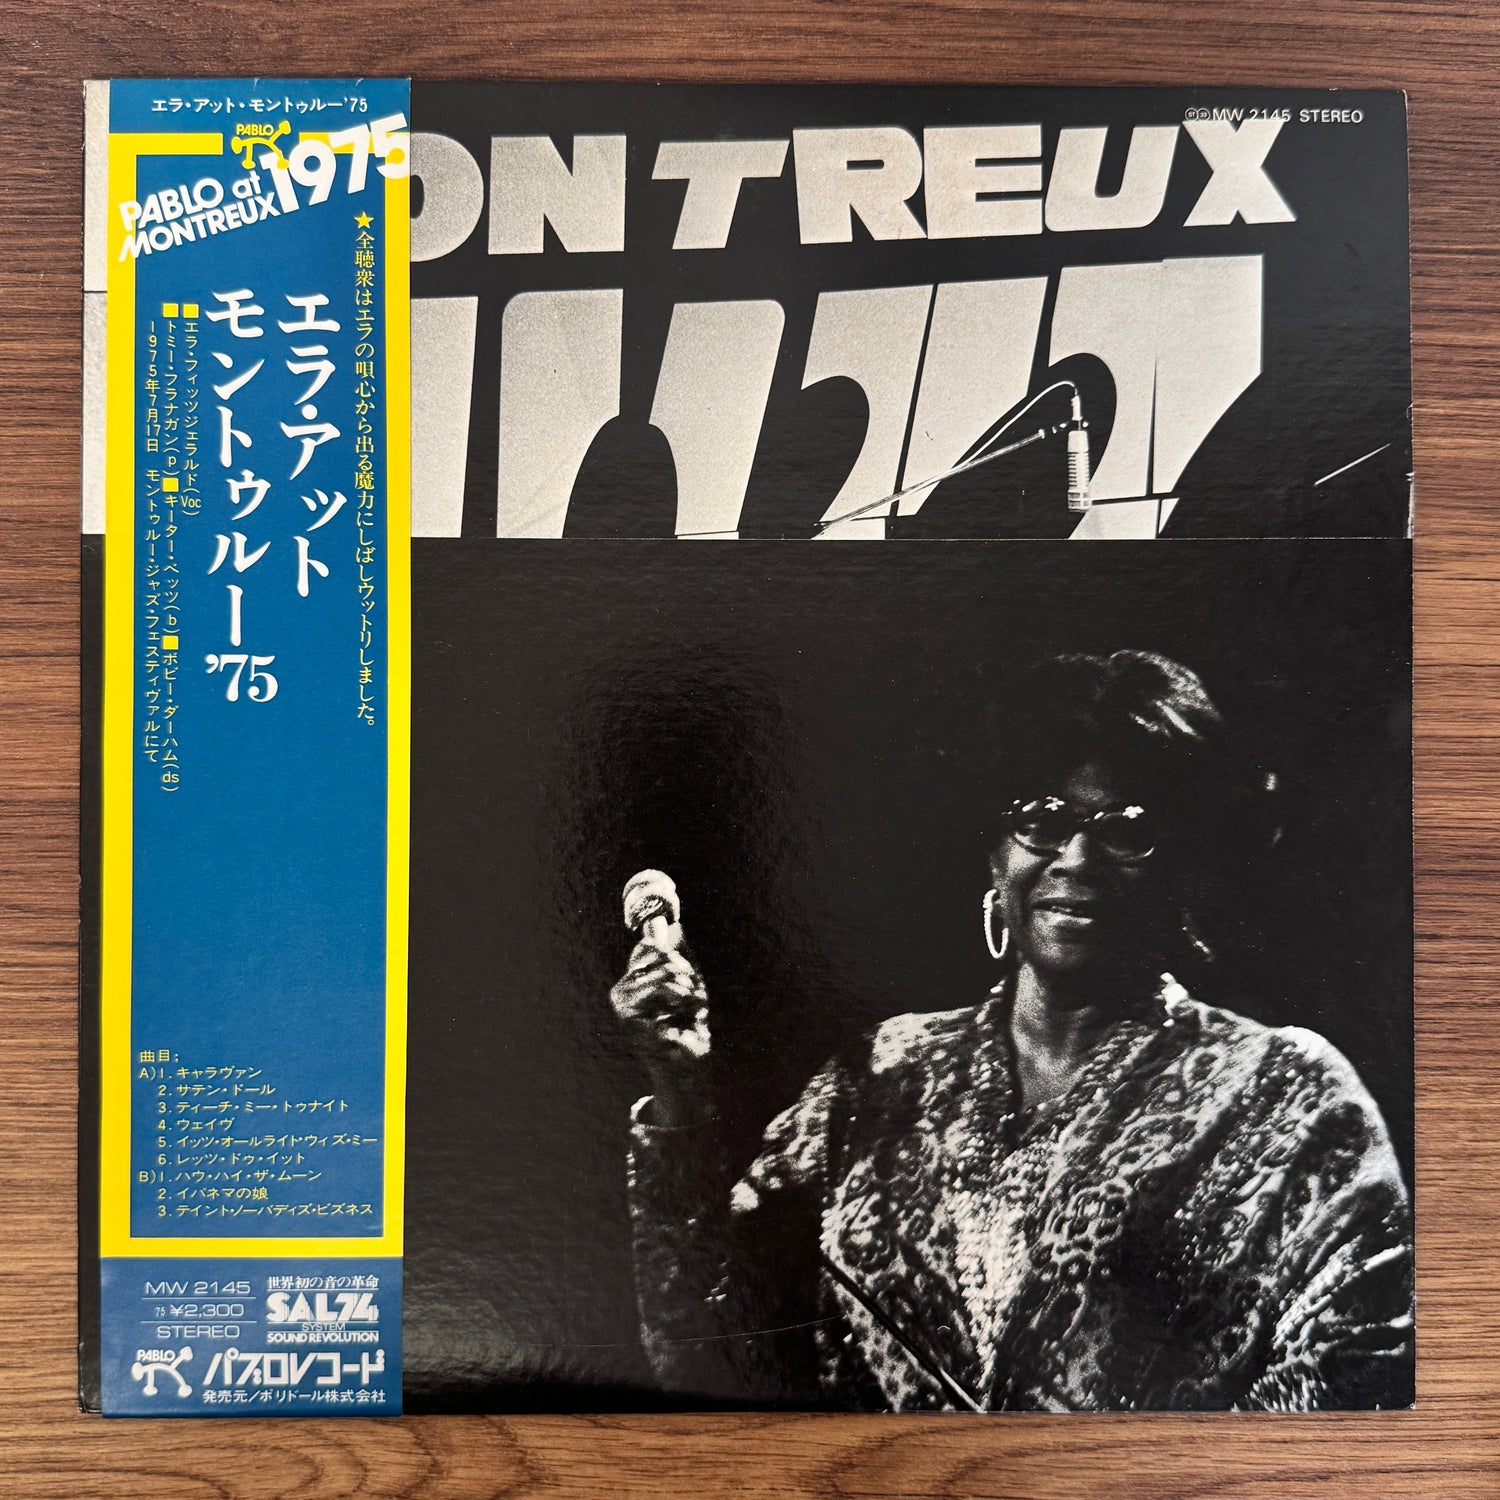 エラ・アット・モントゥルー'75
PABLO
PABLO at
MONTREUX 1975
★全聴衆はエラの唄心から出る魔力にしばしウットリしました。
エラ・アット
モントゥルー'75
■エラ・フィッツジェラルド(Voc)
■トミー・フラナガン(p)■キーター・ベッツ(b)■ボビー・ダーハム(ds)
1975年7月17日 モントゥルー・ジャズ・フェスティヴァルにて
曲目;
A)1.キャラヴァン
2.サテン・ドール
3.ティーチ・ミー・トゥナイト
4.ウェイヴ
5.イッツ・オールライト・ウィズ・ミー
6.レッツ・ドゥ・イット
B)1.ハウ・ハイ・ザ・ムーン
2.イパネマの娘
3.テイント・ノーバディズ・ビズネス
MW 2145
75 ¥2,300
STEREO
世界初の音の革命
SAL74
SYSTEM
SOUND REVOLUTION
PABLO
パブロレコード
発売元/ポリドール株式会社
ST 33 MW 2145 STEREO
ON TREUX